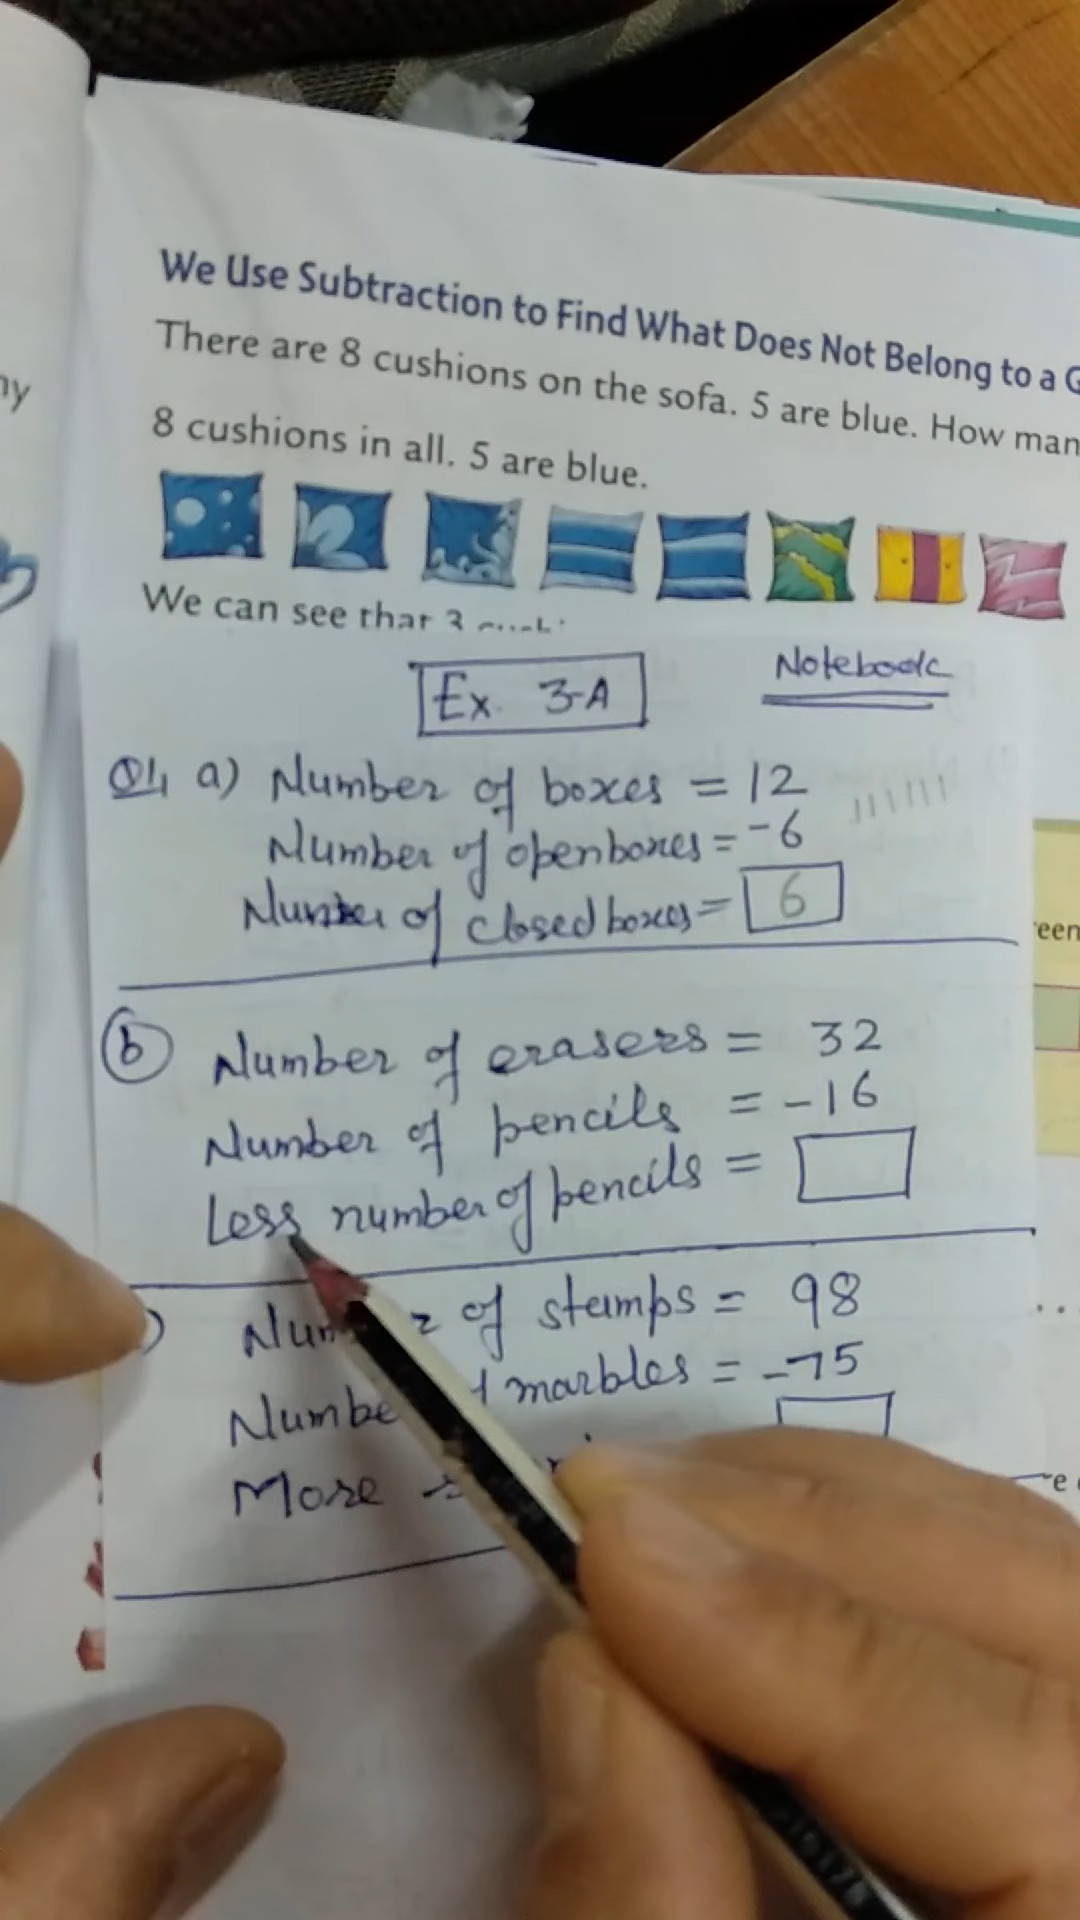 ny
We Use Subtraction to Find What Does Not Belong to a G
There are 8 cushions on the sofa. 5 are blue. How man
8 cushions in all. 5 are blue.
We can see that 3
Ex. 3-A
Notebook
Q1, a) Number of boxes = 12
Number of open boxes = -6
Number of closed boxes = 6
reen
b Number of erasers = 32
Number of pencils = -16
Less number of pencils =
of stamps = 98
marbles = -75
More
e